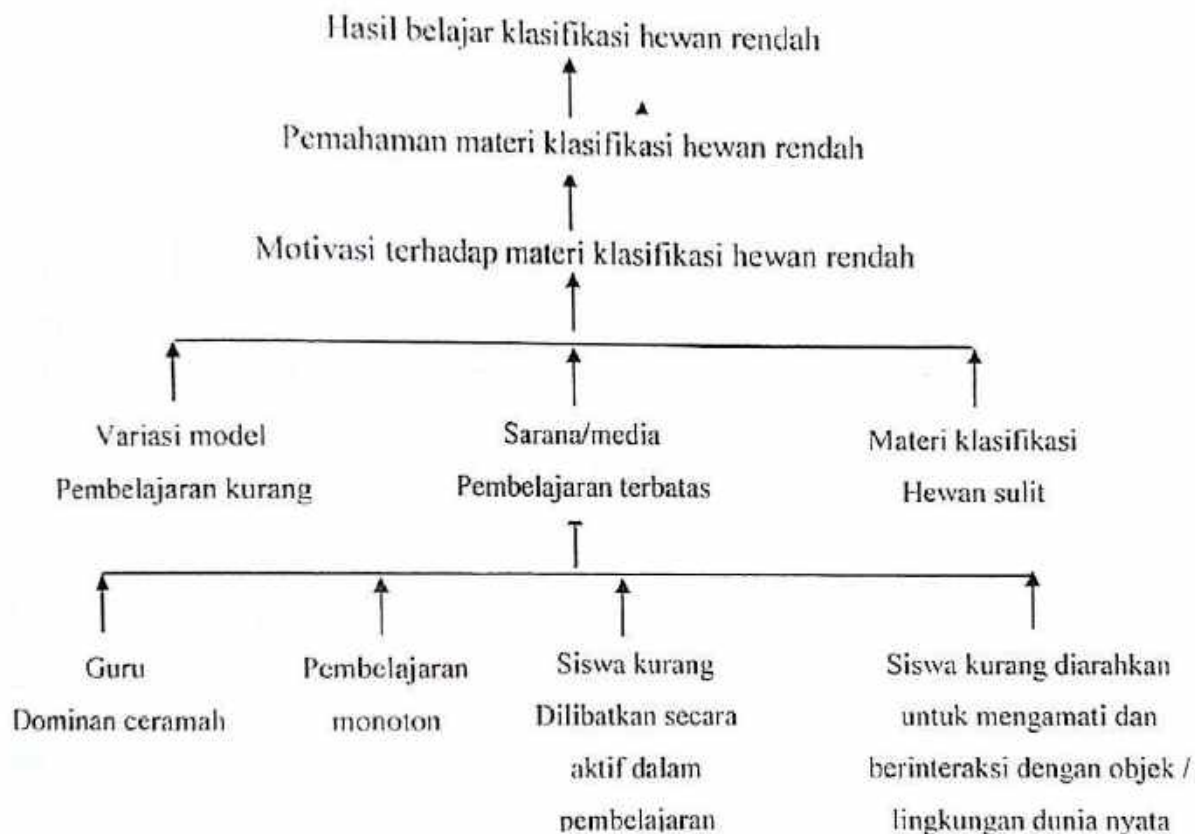 Hasil belajar klasifikasi hewan rendah
Pemahaman materi klasifikasi hewan rendah
Motivasi terhadap materi klasifikasi hewan rendah
Variasi model
Pembelajaran kurang
Sarana/media
Pembelajaran terbatas
Materi klasifikasi
Hewan sulit
Guru
Dominan ceramah
Pembelajaran
monoton
Siswa kurang
Dilibatkan secara
aktif dalam
pembelajaran
Siswa kurang diarahkan
untuk mengamati dan
berinteraksi dengan objek /
lingkungan dunia nyata